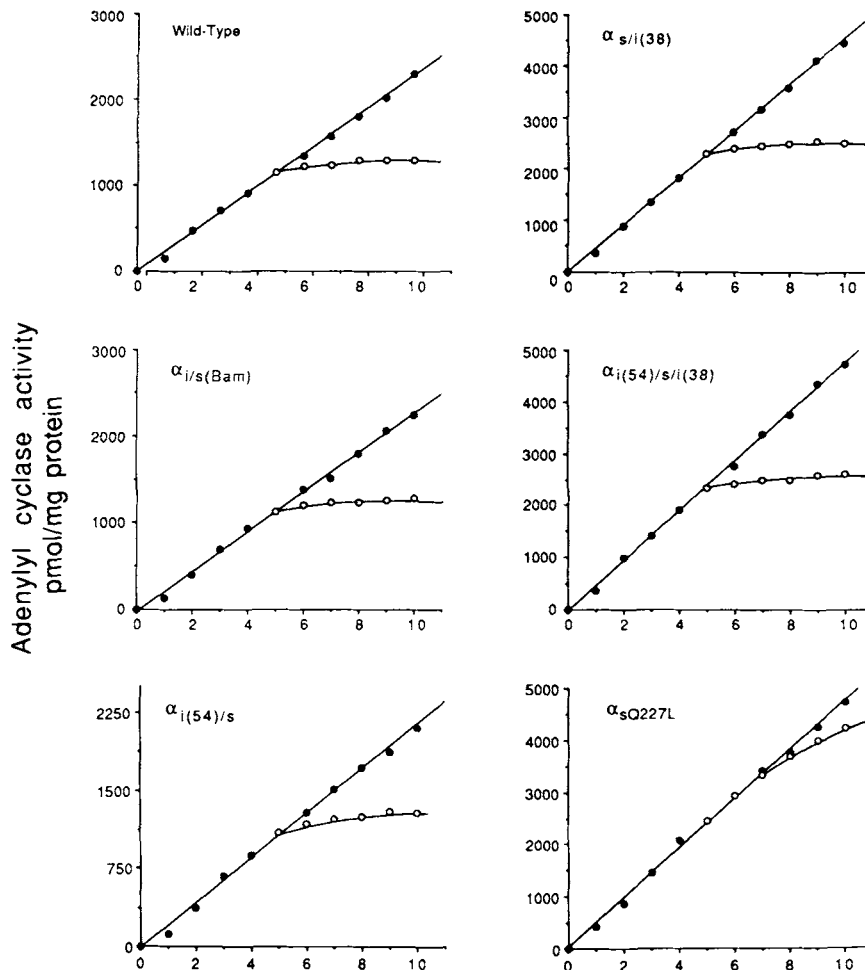 Adenylyl cyclase activity
pmol/mg protein
Wild-Type
3000
2000
1000
0
0 2 4 6 8 10
α s/i(38)
5000
4000
3000
2000
1000
0
0 2 4 6 8 10
α i/s(Bam)
3000
2000
1000
0
0 2 4 6 8 10
α i(54)/s/i(38)
5000
4000
3000
2000
1000
0
0 2 4 6 8 10
α i(54)/s
2250
1500
750
0
0 2 4 6 8 10
α sQ227L
5000
4000
3000
2000
1000
0
0 2 4 6 8 10